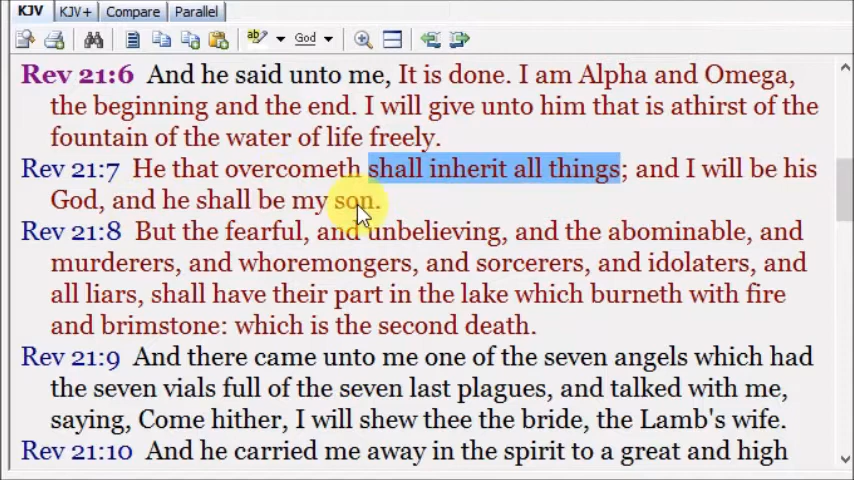 KJV KJV+ Compare Parallel
ab God
Rev 21:6 And he said unto me, It is done. I am Alpha and Omega,
the beginning and the end. I will give unto him that is athirst of the
fountain of the water of life freely.
Rev 21:7 He that overcometh shall inherit all things; and I will be his
God, and he shall be my son.
Rev 21:8 But the fearful, and unbelieving, and the abominable, and
murderers, and whoremongers, and sorcerers, and idolaters, and
all liars, shall have their part in the lake which burneth with fire
and brimstone: which is the second death.
Rev 21:9 And there came unto me one of the seven angels which had
the seven vials full of the seven last plagues, and talked with me,
saying, Come hither, I will shew thee the bride, the Lamb's wife.
Rev 21:10 And he carried me away in the spirit to a great and high